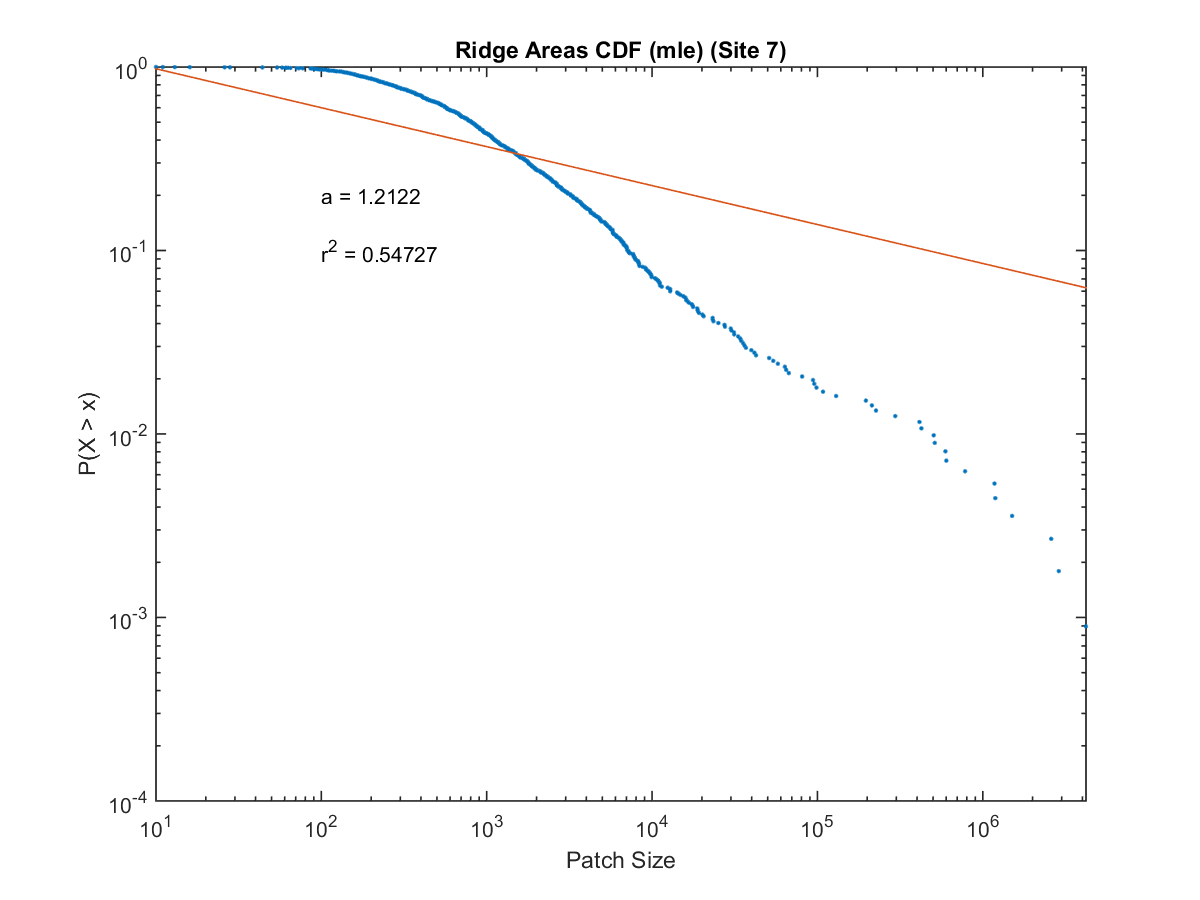 Ridge Areas CDF (mle) (Site 7)
10^0
10^-1
10^-2
10^-3
10^-4
P(X > x)
a = 1.2122
r^2 = 0.54727
10^1 10^2 10^3 10^4 10^5 10^6
Patch Size